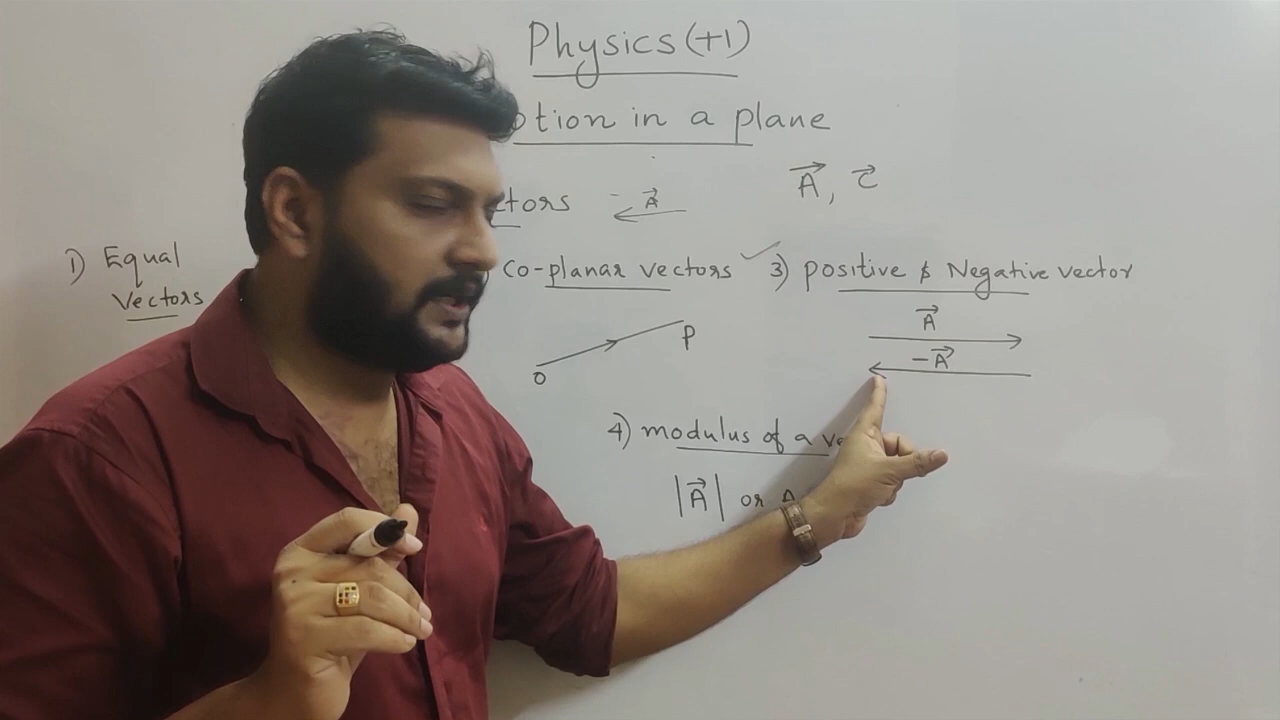 Physics (+1)
otion in a plane
ctors
- A⃗
A⃗, c⃗
1) Equal
Vectors
Co-planar vectors ✓
3) positive & Negative vector
A⃗
-A⃗
O
P
4) modulus of a ve
|A⃗| or A